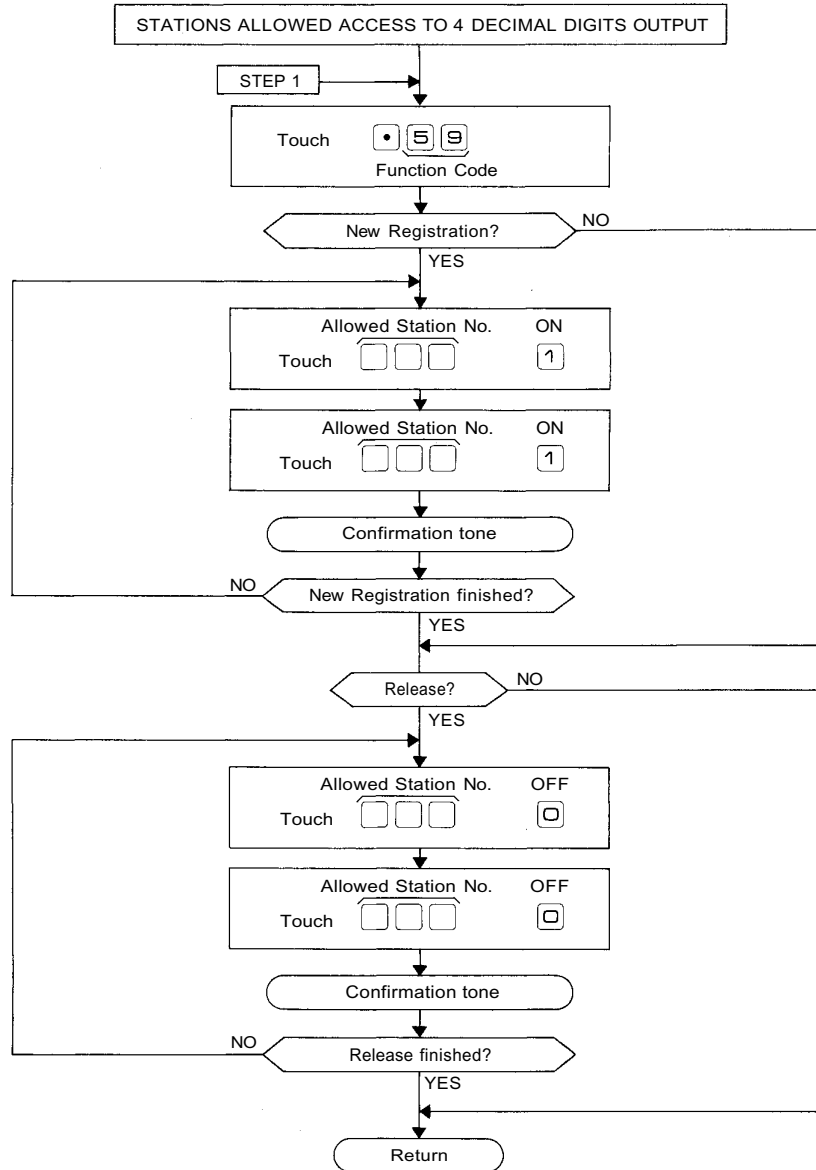 STATIONS ALLOWED ACCESS TO 4 DECIMAL DIGITS OUTPUT
STEP 1
Touch • 5 9
Function Code
New Registration? NO
YES
Allowed Station No. ON
Touch 1
Allowed Station No. ON
Touch 1
Confirmation tone
NO New Registration finished?
YES
Release? NO
YES
Allowed Station No. OFF
Touch 0
Allowed Station No. OFF
Touch 0
Confirmation tone
NO Release finished?
YES
Return